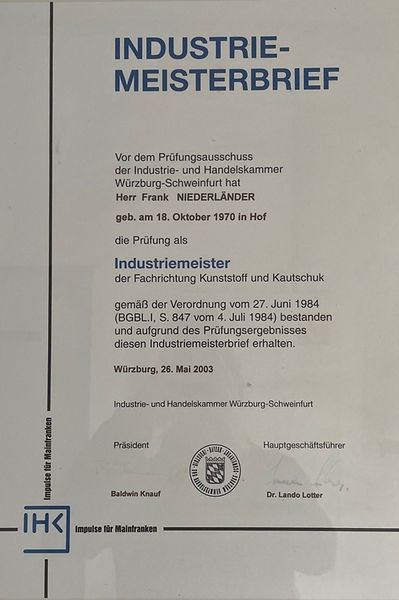 INDUSTRIE-
MEISTERBRIEF
Vor dem Prüfungsausschuss
der Industrie- und Handelskammer
Würzburg-Schweinfurt hat
Herr Frank NIEDERLÄNDER
geb. am 18. Oktober 1970 in Hof
die Prüfung als
Industriemeister
der Fachrichtung Kunststoff und Kautschuk
gemäß der Verordnung vom 27. Juni 1984
(BGBL.I, S. 847 vom 4. Juli 1984) bestanden
und aufgrund des Prüfungsergebnisses
diesen Industriemeisterbrief erhalten.
Würzburg, 26. Mai 2003
Industrie- und Handelskammer Würzburg-Schweinfurt
Präsident
Hauptgeschäftsführer
Baldwin Knauf
Dr. Lando Lotter
Impulse für Mainfranken
IHK
Impulse für Mainfranken